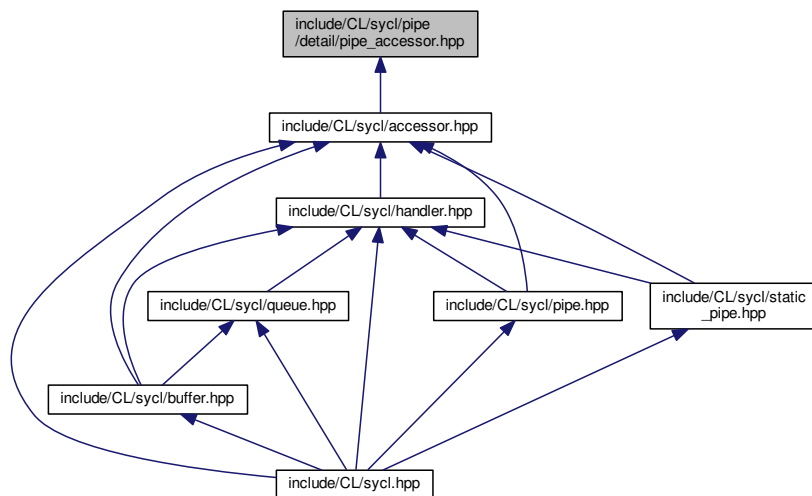 include/CL/sycl/pipe
/detail/pipe_accessor.hpp
include/CL/sycl/accessor.hpp
include/CL/sycl/handler.hpp
include/CL/sycl/queue.hpp
include/CL/sycl/pipe.hpp
include/CL/sycl/static
_pipe.hpp
include/CL/sycl/buffer.hpp
include/CL/sycl.hpp